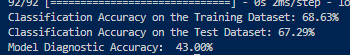 92/92 [==============================] - 0s 2ms/step - lo
Classification Accuracy on the Training Dataset: 68.63%
Classification Accuracy on the Test Dataset: 67.29%
Model Diagnostic Accuracy:  43.00%